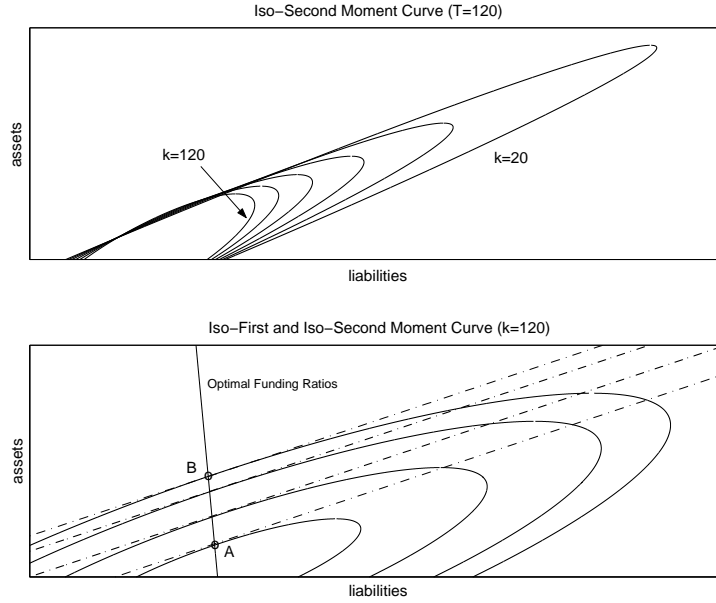 Iso−Second Moment Curve (T=120)
assets
k=120
k=20
liabilities
Iso−First and Iso−Second Moment Curve (k=120)
assets
Optimal Funding Ratios
B
A
liabilities